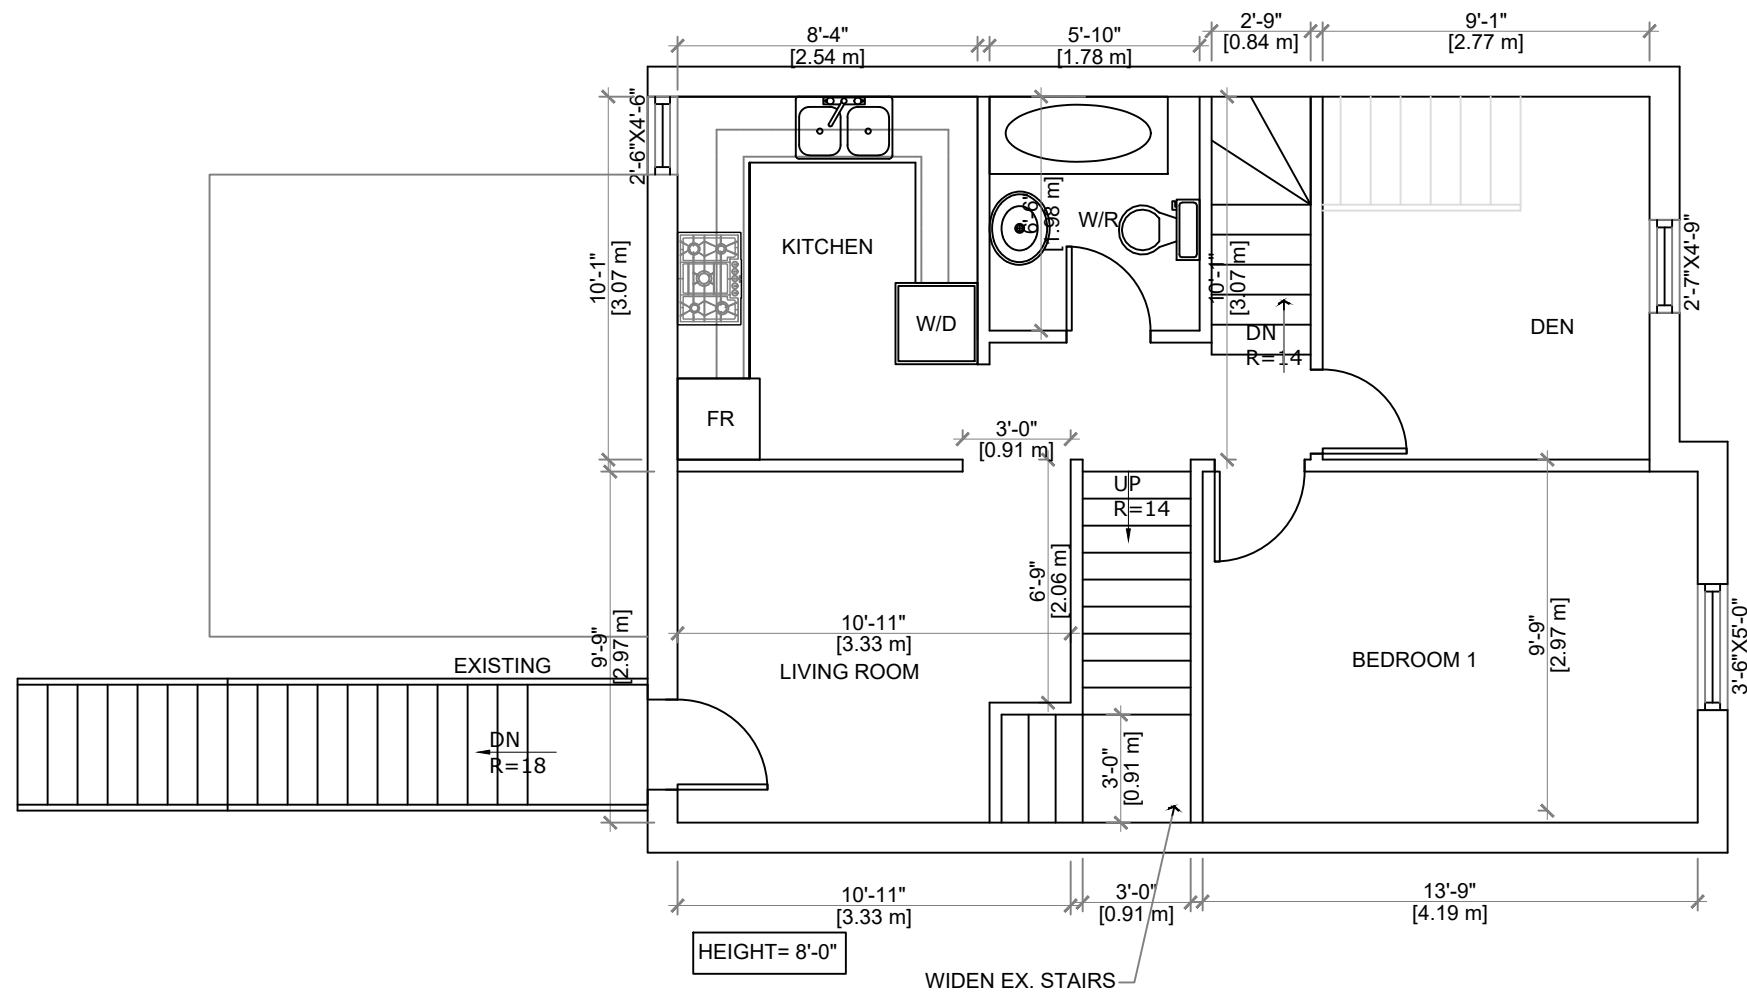 8'-4"
[2.54 m]
5'-10"
[1.78 m]
2'-9"
[0.84 m]
9'-1"
[2.77 m]
2'-6"X4'-6"
10'-1"
[3.07 m]
KITCHEN
6'-6"
[1.98 m]
W/R
10'-1"
[3.07 m]
2'-7"X4'-9"
DEN
W/D
DN
R=14
FR
3'-0"
[0.91 m]
UP
R=14
6'-9"
[2.06 m]
10'-11"
[3.33 m]
LIVING ROOM
9'-9"
[2.97 m]
EXISTING
DN
R=18
3'-0"
[0.91 m]
BEDROOM 1
9'-9"
[2.97 m]
3'-6"X5'-0"
10'-11"
[3.33 m]
3'-0"
[0.91 m]
13'-9"
[4.19 m]
HEIGHT= 8'-0"
WIDEN EX. STAIRS